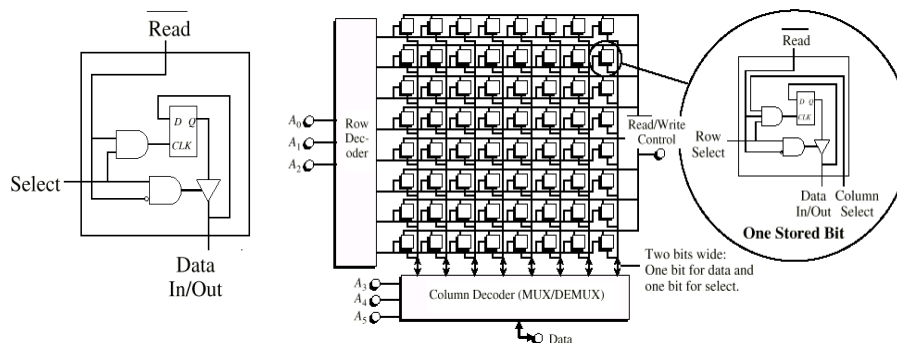 Read
Select
D Q
CLK
Data
In/Out
A0
A1
A2
Row
Dec-
oder
Read/Write
Control
Read
D Q
CLK
Row
Select
Data
In/Out
Column
Select
One Stored Bit
Two bits wide:
One bit for data and
one bit for select.
A3
A4
A5
Column Decoder (MUX/DEMUX)
Data